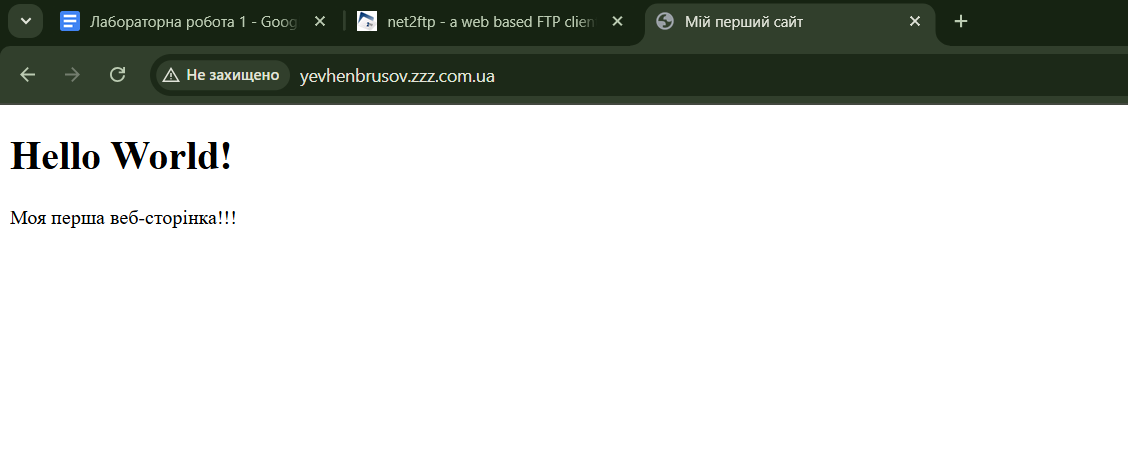 Лабораторна робота 1 - Goog
net2ftp - a web based FTP clien
Мій перший сайт
Не захищено
yevhenbrusov.zzz.com.ua
Hello World!
Моя перша веб-сторінка!!!